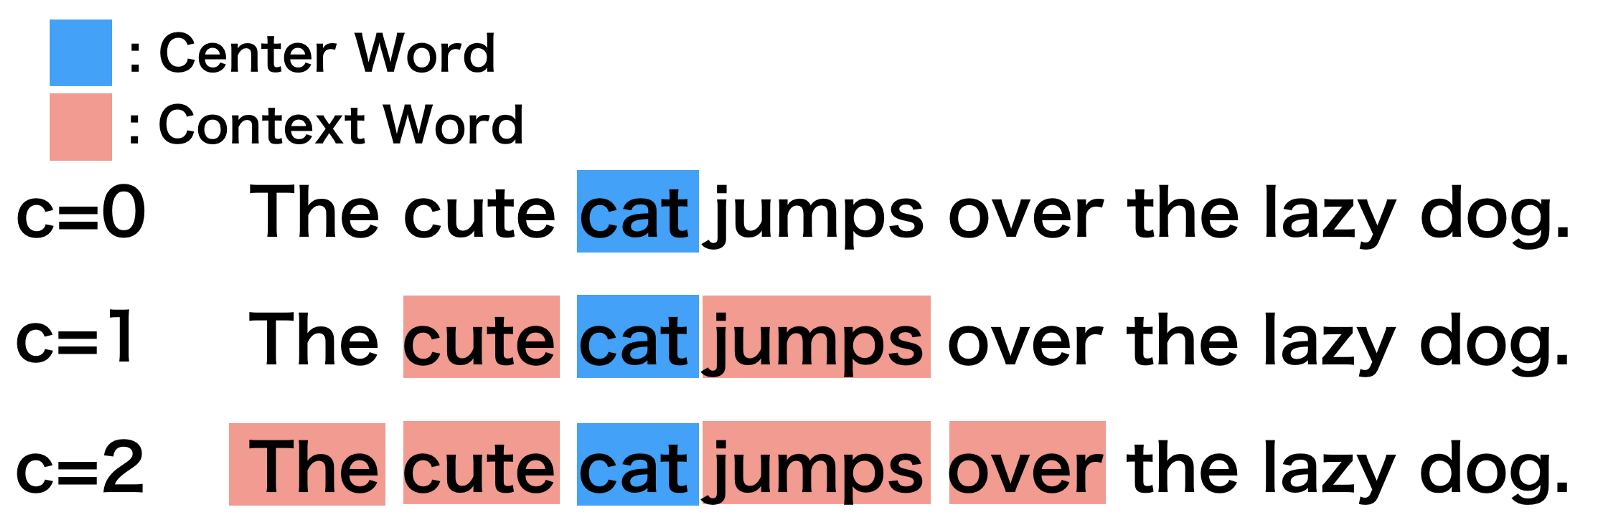 : Center Word
: Context Word
c=0 The cute cat jumps over the lazy dog.
c=1 The cute cat jumps over the lazy dog.
c=2 The cute cat jumps over the lazy dog.